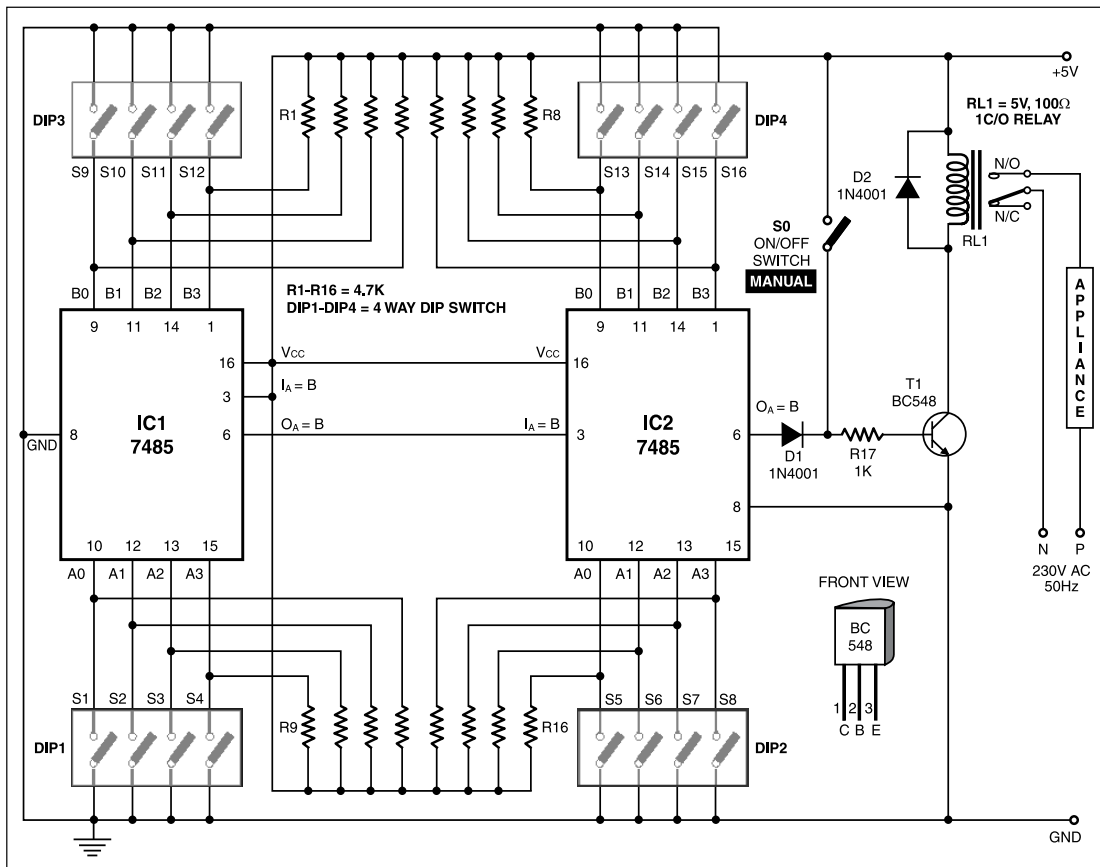 +5V
RL1 = 5V, 100Ω
1C/O RELAY
DIP3
R1
R8
DIP4
S9 S10 S11 S12
S13 S14 S15 S16
D2
1N4001
N/O
N/C
RL1
S0
ON/OFF
SWITCH
MANUAL
R1-R16 = 4.7K
DIP1-DIP4 = 4 WAY DIP SWITCH
B0 B1 B2 B3
B0 B1 B2 B3
9 11 14 1
9 11 14 1
16
VCC
VCC
16
3
IA = B
IC1
7485
IC2
7485
8
GND
6
OA = B
IA = B
3
6
OA = B
D1
1N4001
R17
1K
T1
BC548
APPLIANCE
8
10 12 13 15
10 12 13 15
A0 A1 A2 A3
A0 A1 A2 A3
N P
230V AC
50Hz
FRONT VIEW
BC
548
1 2 3
C B E
S1 S2 S3 S4
S5 S6 S7 S8
DIP1
R9
R16
DIP2
GND